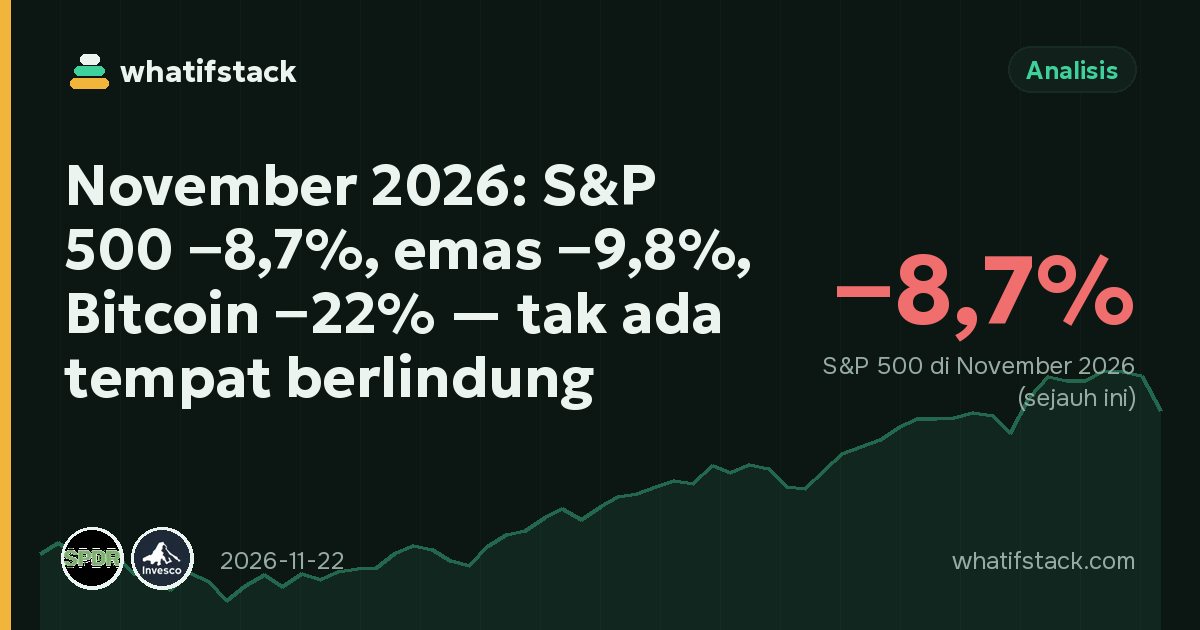 whatifstack
Analisis
November 2026: S&P
500 −8,7%, emas −9,8%,
Bitcoin −22% — tak ada
tempat berlindung
−8,7%
S&P 500 di November 2026
(sejauh ini)
SPDR
Invesco
2026-11-22
whatifstack.com